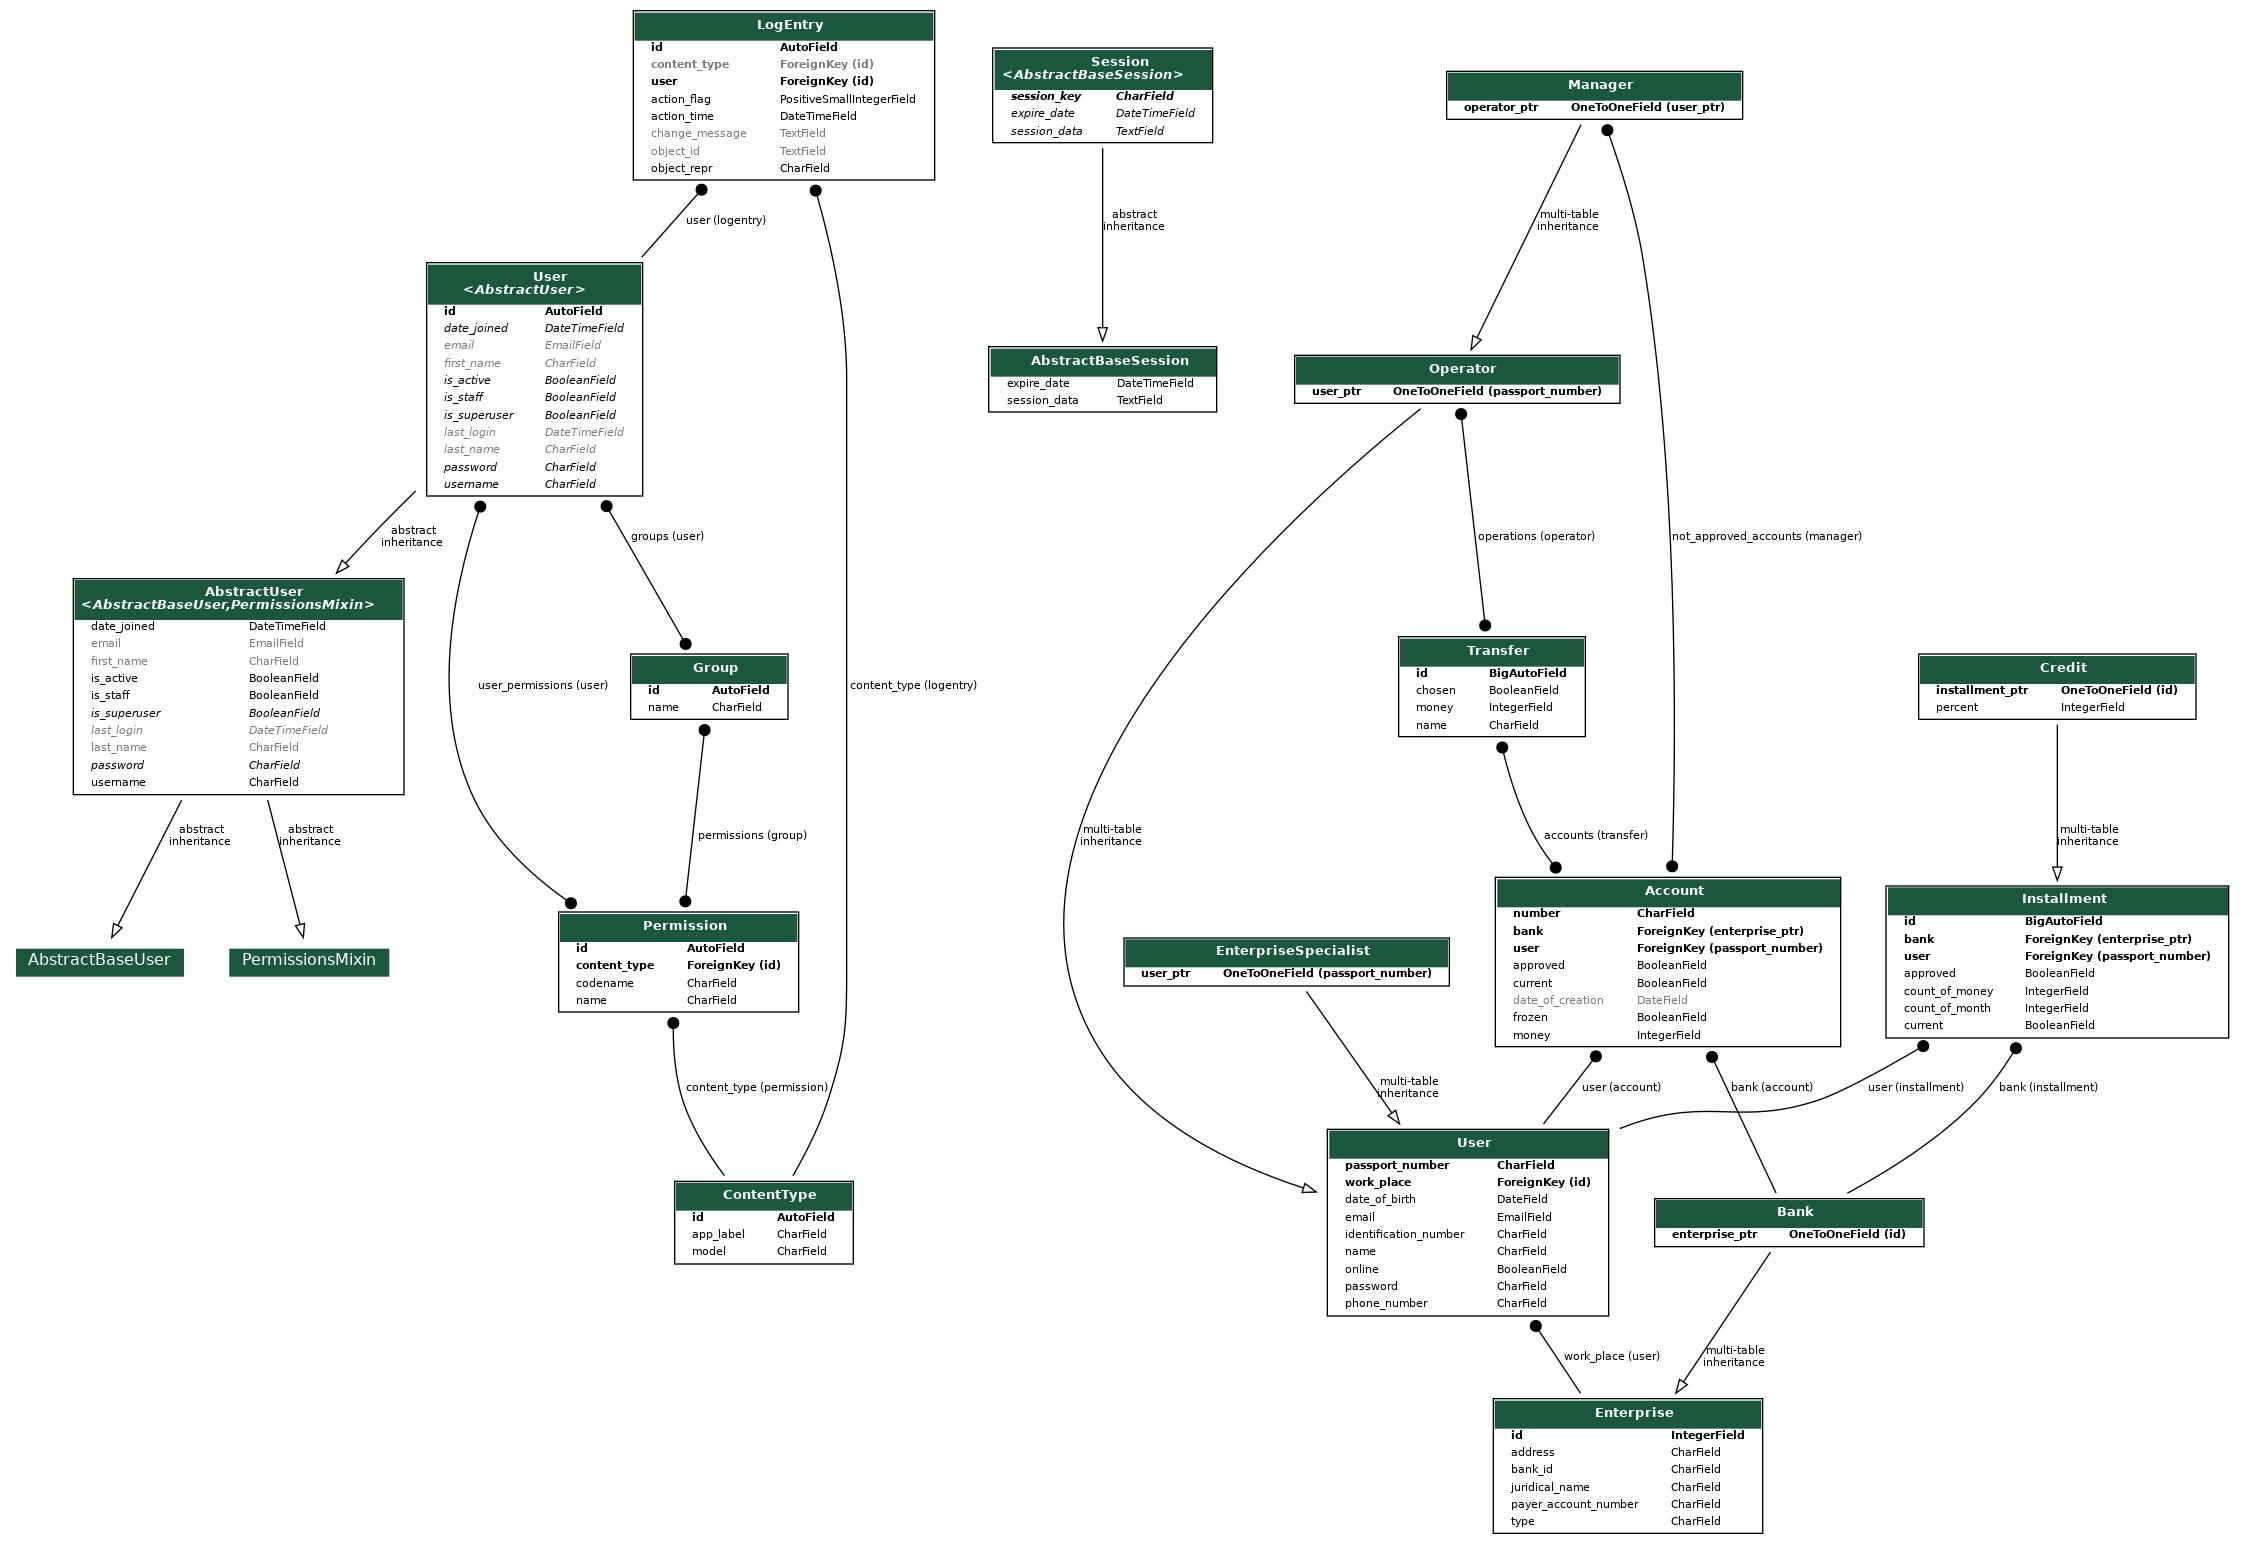 LogEntry
id AutoField
content_type ForeignKey (id)
user ForeignKey (id)
action_flag PositiveSmallIntegerField
action_time DateTimeField
change_message TextField
object_id TextField
object_repr CharField
user (logentry)
content_type (logentry)
User
<AbstractUser>
id AutoField
date_joined DateTimeField
email EmailField
first_name CharField
is_active BooleanField
is_staff BooleanField
is_superuser BooleanField
last_login DateTimeField
last_name CharField
password CharField
username CharField
abstract
inheritance
user_permissions (user)
groups (user)
AbstractUser
<AbstractBaseUser,PermissionsMixin>
date_joined DateTimeField
email EmailField
first_name CharField
is_active BooleanField
is_staff BooleanField
is_superuser BooleanField
last_login DateTimeField
last_name CharField
password CharField
username CharField
abstract
inheritance
abstract
inheritance
AbstractBaseUser
PermissionsMixin
Group
id AutoField
name CharField
permissions (group)
Permission
id AutoField
content_type ForeignKey (id)
codename CharField
name CharField
content_type (permission)
ContentType
id AutoField
app_label CharField
model CharField
Session
<AbstractBaseSession>
session_key CharField
expire_date DateTimeField
session_data TextField
abstract
inheritance
AbstractBaseSession
expire_date DateTimeField
session_data TextField
Manager
operator_ptr OneToOneField (user_ptr)
multi-table
inheritance
not_approved_accounts (manager)
Operator
user_ptr OneToOneField (passport_number)
multi-table
inheritance
operations (operator)
Transfer
id BigAutoField
chosen BooleanField
money IntegerField
name CharField
accounts (transfer)
Credit
installment_ptr OneToOneField (id)
percent IntegerField
multi-table
inheritance
EnterpriseSpecialist
user_ptr OneToOneField (passport_number)
multi-table
inheritance
Account
number CharField
bank ForeignKey (enterprise_ptr)
user ForeignKey (passport_number)
approved BooleanField
current BooleanField
date_of_creation DateField
frozen BooleanField
money IntegerField
user (account)
bank (account)
Installment
id BigAutoField
bank ForeignKey (enterprise_ptr)
user ForeignKey (passport_number)
approved BooleanField
count_of_money IntegerField
count_of_month IntegerField
current BooleanField
user (installment)
bank (installment)
User
passport_number CharField
work_place ForeignKey (id)
date_of_birth DateField
email EmailField
identification_number CharField
name CharField
online BooleanField
password CharField
phone_number CharField
work_place (user)
Bank
enterprise_ptr OneToOneField (id)
multi-table
inheritance
Enterprise
id IntegerField
address CharField
bank_id CharField
juridical_name CharField
payer_account_number CharField
type CharField